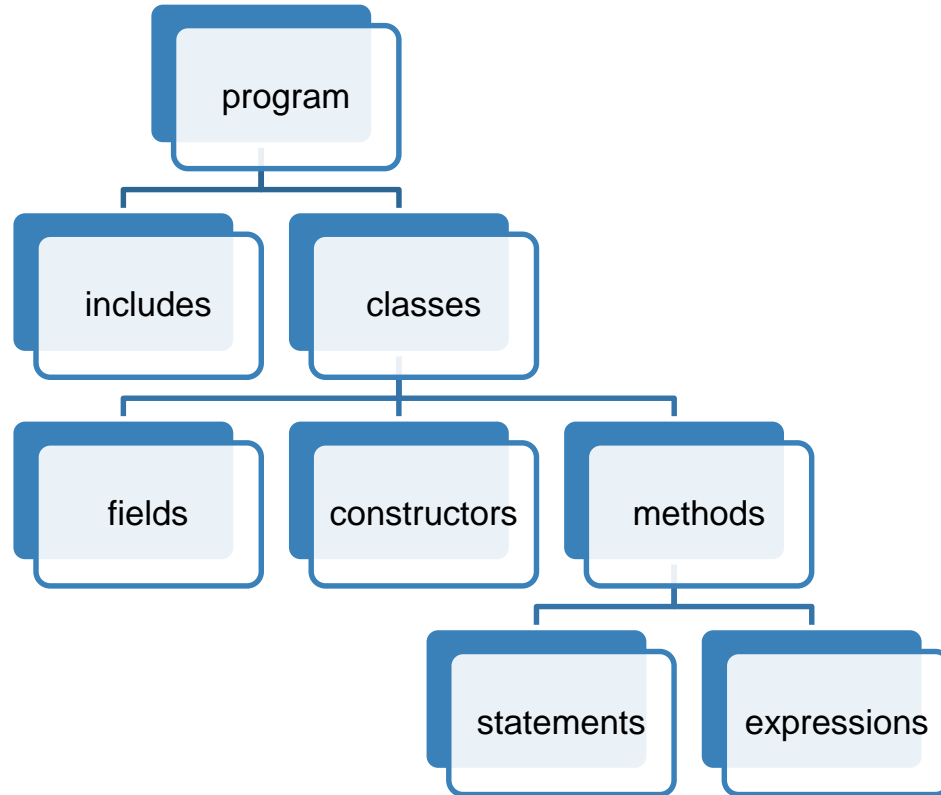 program
includes
classes
fields
constructors
methods
statements
expressions